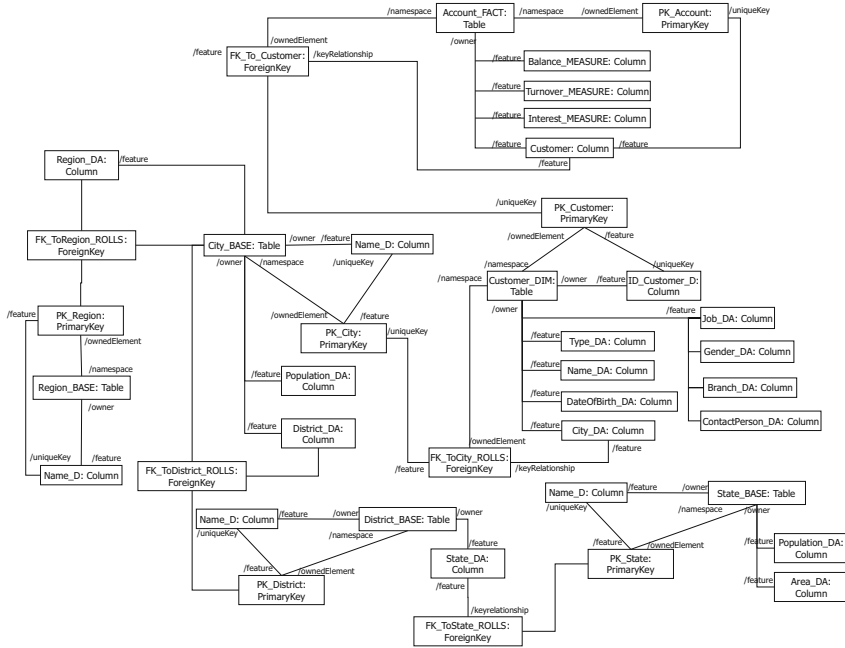 /namespace
Account_FACT:
Table
/namespace
/ownedElement
PK_Account:
PrimaryKey
/uniqueKey
/ownedElement
/owner
/feature
FK_To_Customer:
ForeignKey
/keyRelationship
/feature
Balance_MEASURE: Column
/feature
Turnover_MEASURE: Column
/feature
Interest_MEASURE: Column
/feature
Customer: Column
/feature
/feature
Region_DA:
Column
/feature
/uniqueKey
PK_Customer:
PrimaryKey
/ownedElement
/feature
FK_ToRegion_ROLLS:
ForeignKey
City_BASE: Table
/owner
/feature
Name_D: Column
/owner
/namespace
/uniqueKey
/namespace
Customer_DIM:
Table
/owner
/feature
/uniqueKey
ID_Customer_D:
Column
/owner
/feature
/feature
PK_Region:
PrimaryKey
/ownedElement
/ownedElement
/feature
PK_City:
PrimaryKey
/uniqueKey
Job_DA: Column
/feature
Type_DA: Column
/feature
Gender_DA: Column
/namespace
Region_BASE: Table
/owner
/feature
Population_DA:
Column
/feature
Name_DA: Column
/feature
Branch_DA: Column
/feature
DateOfBirth_DA: Column
/feature
ContactPerson_DA: Column
/feature
District_DA:
Column
/feature
City_DA: Column
/ownedElement
/feature
/uniqueKey
/feature
Name_D: Column
FK_ToDistrict_ROLLS:
ForeignKey
/feature
FK_ToCity_ROLLS:
ForeignKey
/keyRelationship
Name_D: Column
/feature
/owner
State_BASE: Table
/uniqueKey
/namespace
/owner
Name_D: Column
/feature
/owner
District_BASE: Table
/owner
/uniqueKey
/namespace
/feature
/ownedElement
/feature
Population_DA:
Column
/feature
State_DA:
Column
PK_State:
PrimaryKey
/feature
/ownedElement
PK_District:
PrimaryKey
/feature
/feature
Area_DA:
Column
/keyrelationship
FK_ToState_ROLLS:
ForeignKey